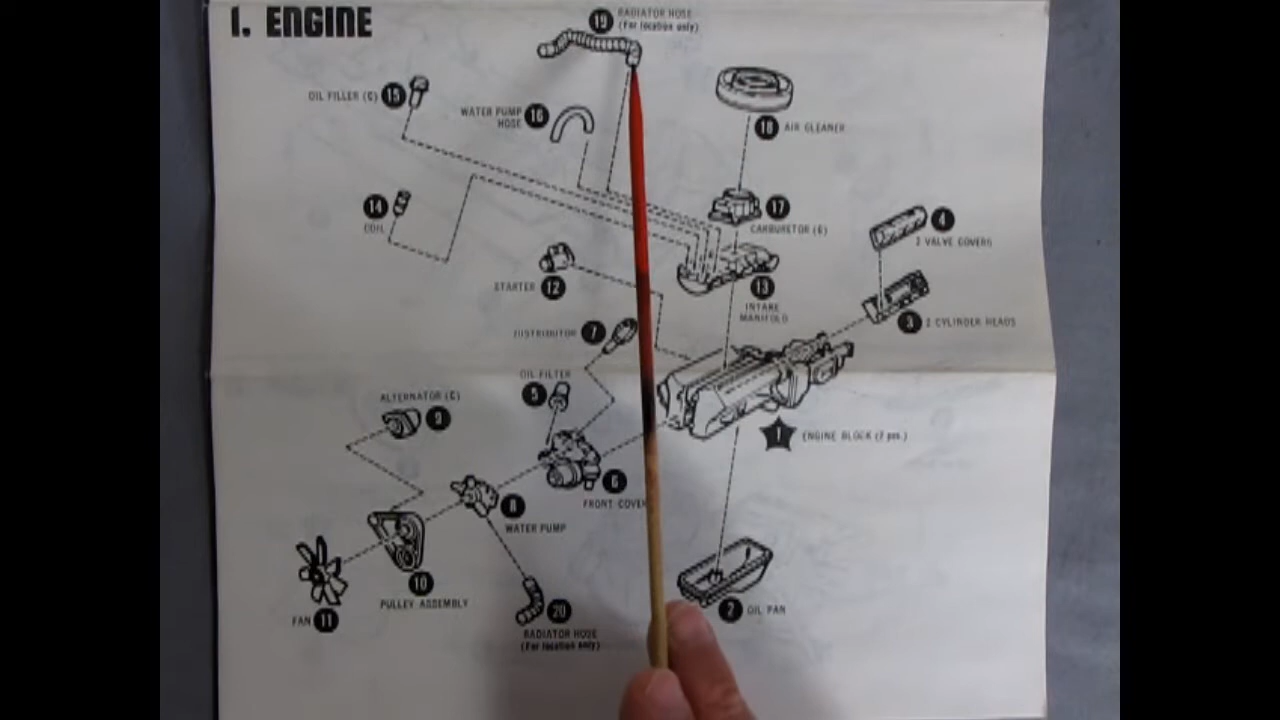 1. ENGINE
19 RADIATOR HOSE
(For location only)
OIL FILLER (C) 15
WATER PUMP
HOSE 16
18 AIR CLEANER
14
COIL
17
CARBURETOR (C)
4
2 VALVE COVERS
STARTER 12
13
INTAKE
MANIFOLD
3 2 CYLINDER HEADS
DISTRIBUTOR 7
OIL FILTER
5
ALTERNATOR (C)
9
1 ENGINE BLOCK (7 pcs.)
6
FRONT COVER
8
WATER PUMP
10
PULLEY ASSEMBLY
FAN 11
20
RADIATOR HOSE
(For location only)
2 OIL PAN